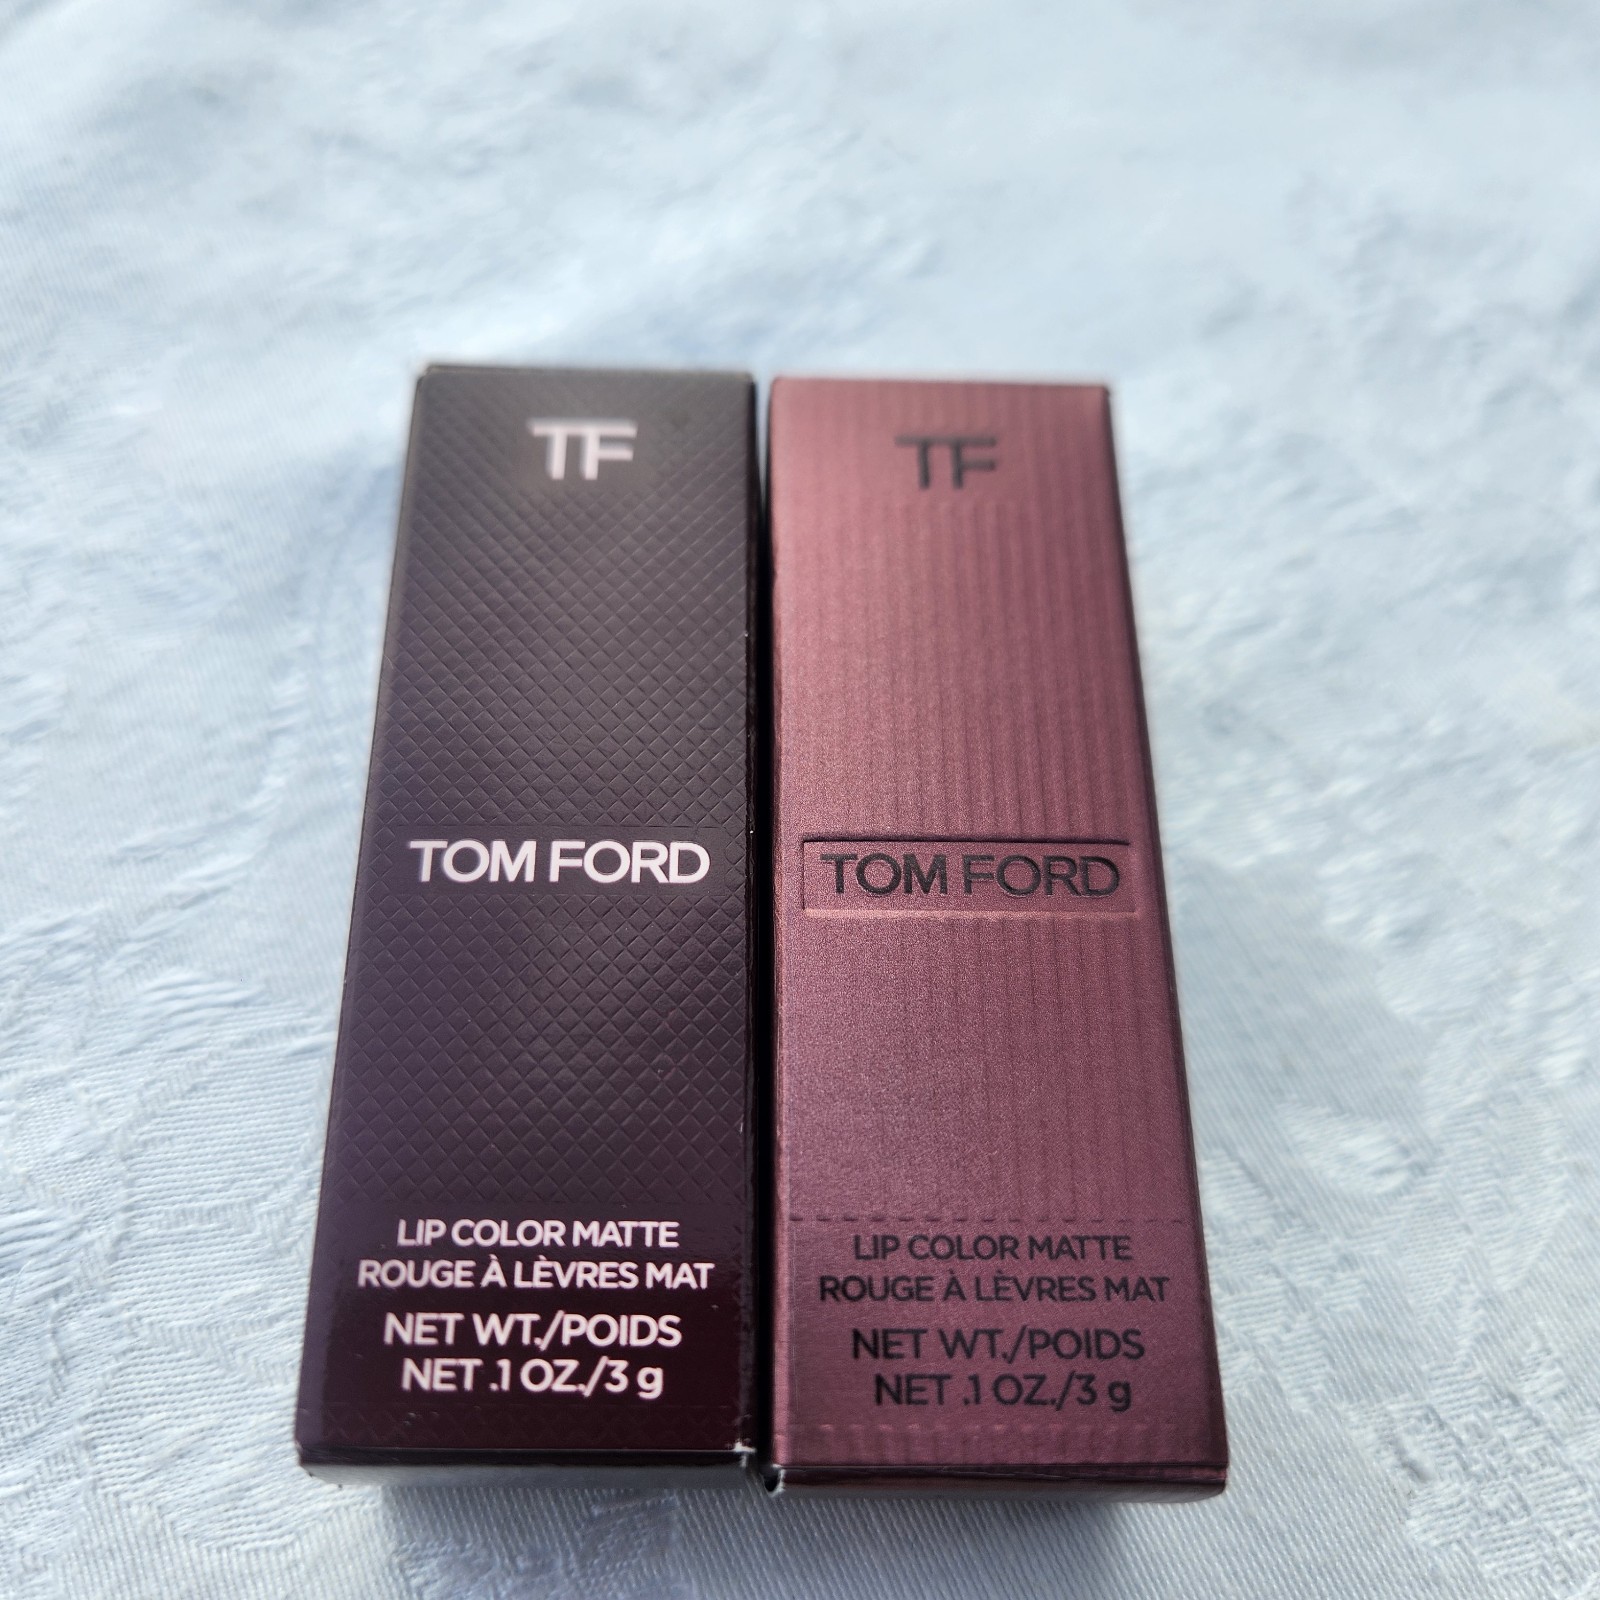 TF
TOM FORD
LIP COLOR MATTE
ROUGE À LÈVRES MAT
NET WT./POIDS
NET .1 OZ./3 g
TF
TOM FORD
LIP COLOR MATTE
ROUGE À LÈVRES MAT
NET WT./POIDS
NET .1 OZ./3 g